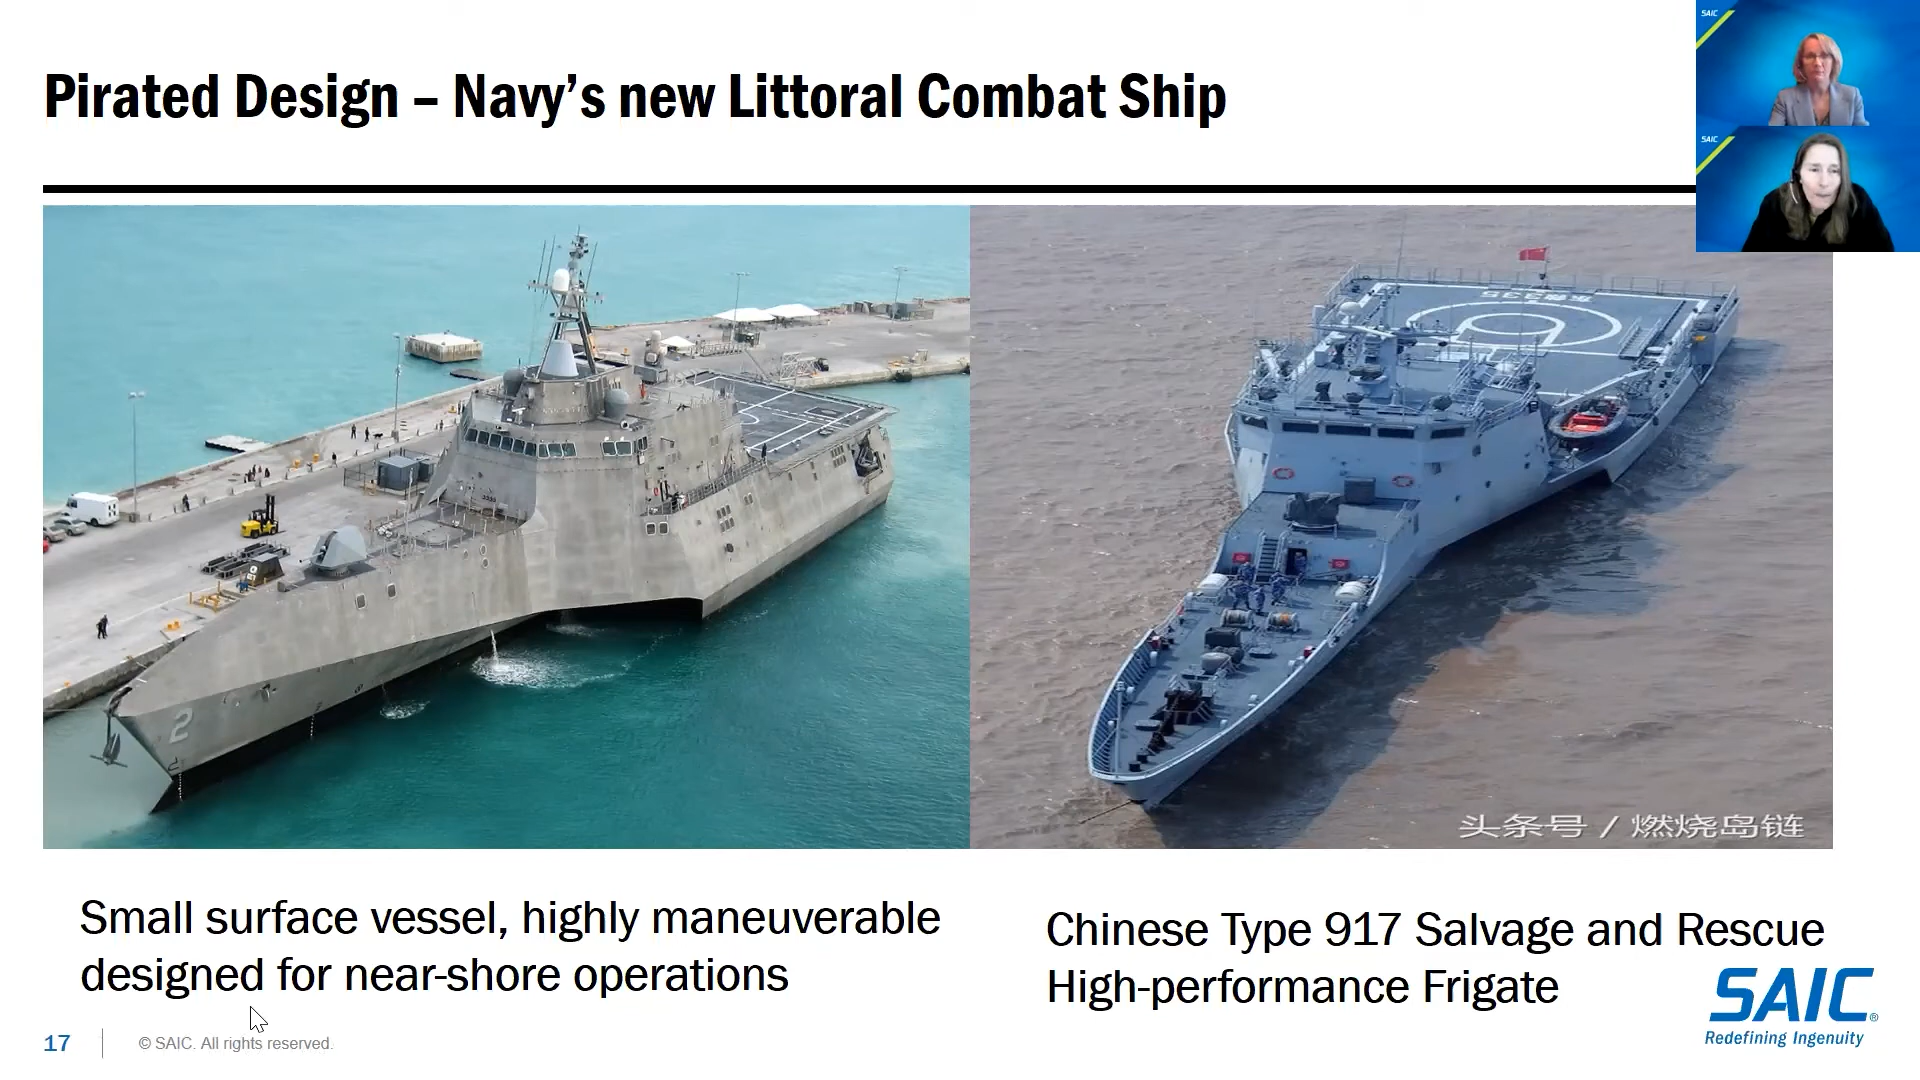 Pirated Design – Navy’s new Littoral Combat Ship
SAIC
SAIC
2
头条号 / 燃烧岛链
Small surface vessel, highly maneuverable
designed for near-shore operations
Chinese Type 917 Salvage and Rescue
High-performance Frigate
SAIC®
Redefining Ingenuity
17
© SAIC. All rights reserved.